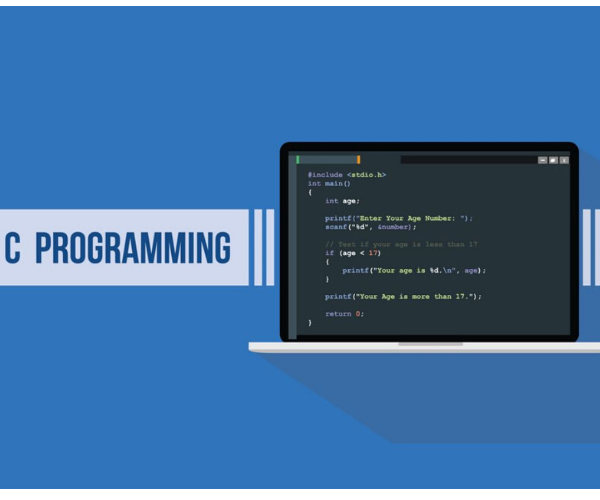 C PROGRAMMING
#include <stdio.h>
int main()
{
int age;
printf("Enter Your Age Number: ");
scanf("%d", &number);
// Test if your age is less than 17
if (age < 17)
{
printf("Your age is %d.\n", age);
}
printf("Your Age is more than 17.");
return 0;
}